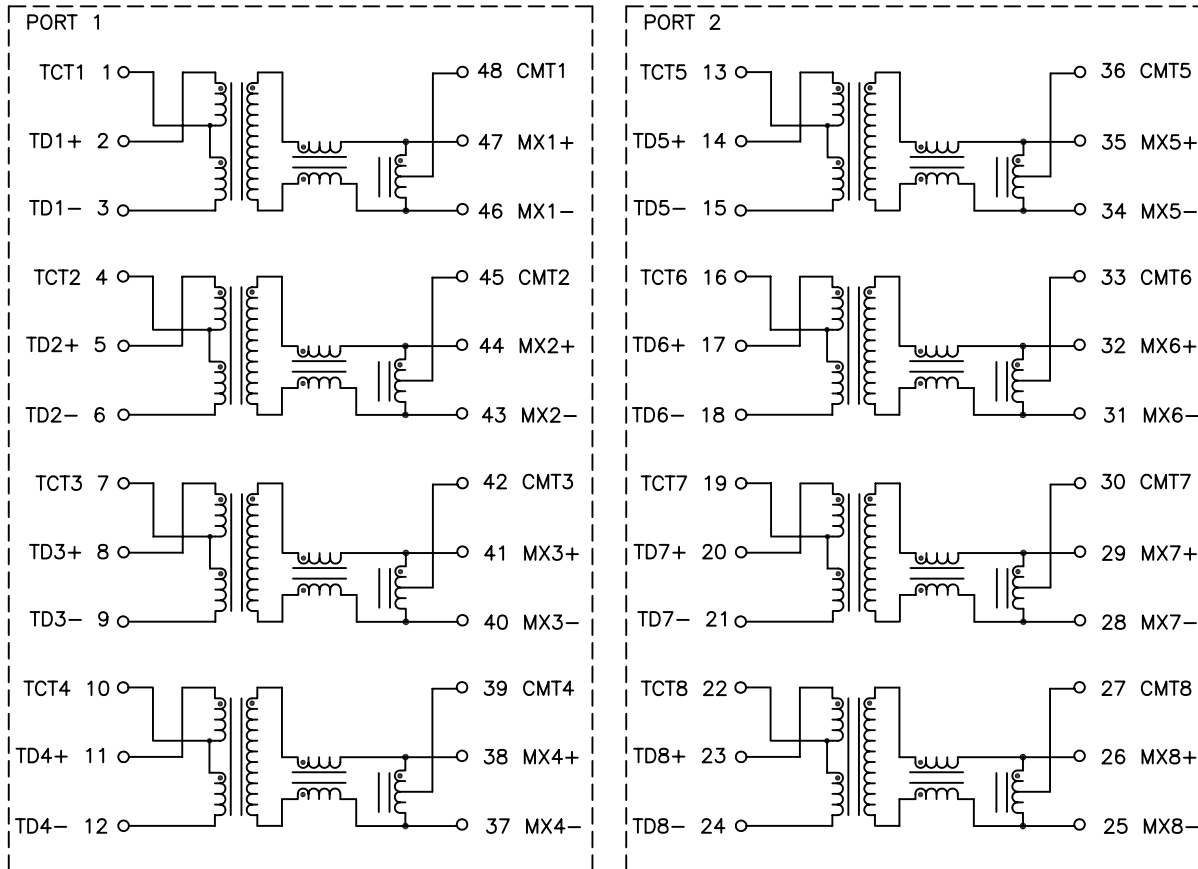 PORT 1
TCT1 1
48 CMT1
TD1+ 2
47 MX1+
TD1- 3
46 MX1-
TCT2 4
45 CMT2
TD2+ 5
44 MX2+
TD2- 6
43 MX2-
TCT3 7
42 CMT3
TD3+ 8
41 MX3+
TD3- 9
40 MX3-
TCT4 10
39 CMT4
TD4+ 11
38 MX4+
TD4- 12
37 MX4-
PORT 2
TCT5 13
36 CMT5
TD5+ 14
35 MX5+
TD5- 15
34 MX5-
TCT6 16
33 CMT6
TD6+ 17
32 MX6+
TD6- 18
31 MX6-
TCT7 19
30 CMT7
TD7+ 20
29 MX7+
TD7- 21
28 MX7-
TCT8 22
27 CMT8
TD8+ 23
26 MX8+
TD8- 24
25 MX8-